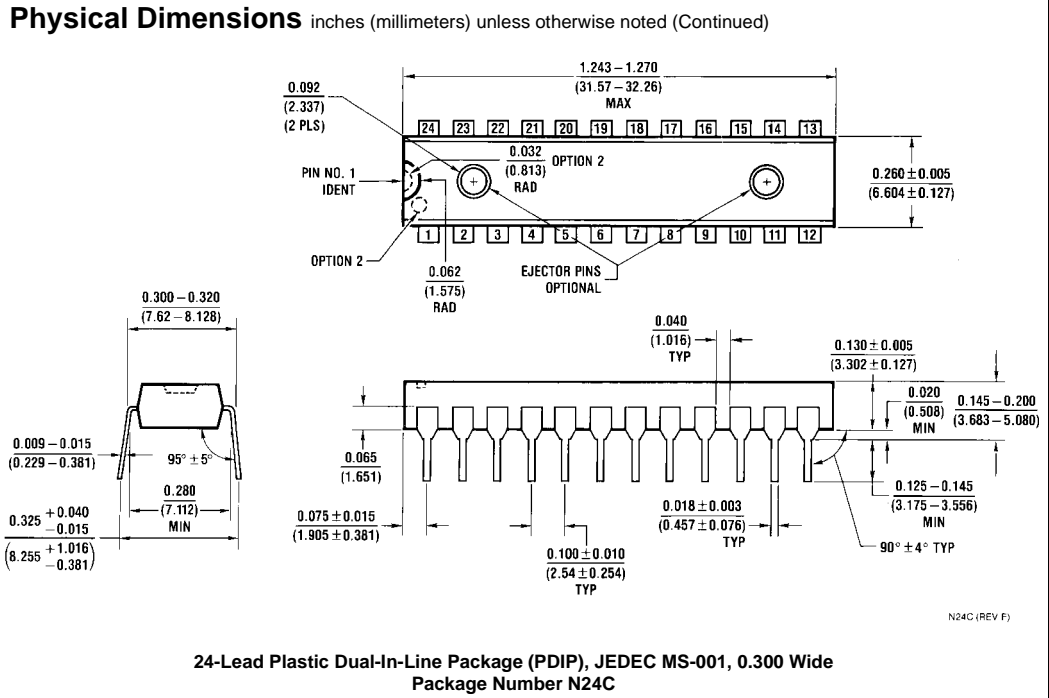 Physical Dimensions inches (millimeters) unless otherwise noted (Continued)
1.243 – 1.270
(31.57 – 32.26)
MAX
0.092
(2.337)
(2 PLS)
24 23 22 21 20 19 18 17 16 15 14 13
0.032
(0.813)
RAD
OPTION 2
PIN NO. 1
IDENT
0.260 ± 0.005
(6.604 ± 0.127)
1 2 3 4 5 6 7 8 9 10 11 12
OPTION 2
0.062
(1.575)
RAD
EJECTOR PINS
OPTIONAL
0.300 – 0.320
(7.62 – 8.128)
0.040
(1.016)
TYP
0.130 ± 0.005
(3.302 ± 0.127)
0.020
(0.508)
MIN
0.145 – 0.200
(3.683 – 5.080)
0.009 – 0.015
(0.229 – 0.381)
95° ± 5°
0.065
(1.651)
0.280
(7.112)
MIN
0.125 – 0.145
(3.175 – 3.556)
MIN
0.325 + 0.040
– 0.015
(8.255 + 1.016
– 0.381)
0.075 ± 0.015
(1.905 ± 0.381)
0.018 ± 0.003
(0.457 ± 0.076)
TYP
90° ± 4° TYP
0.100 ± 0.010
(2.54 ± 0.254)
TYP
N24C (REV F)
24-Lead Plastic Dual-In-Line Package (PDIP), JEDEC MS-001, 0.300 Wide
Package Number N24C